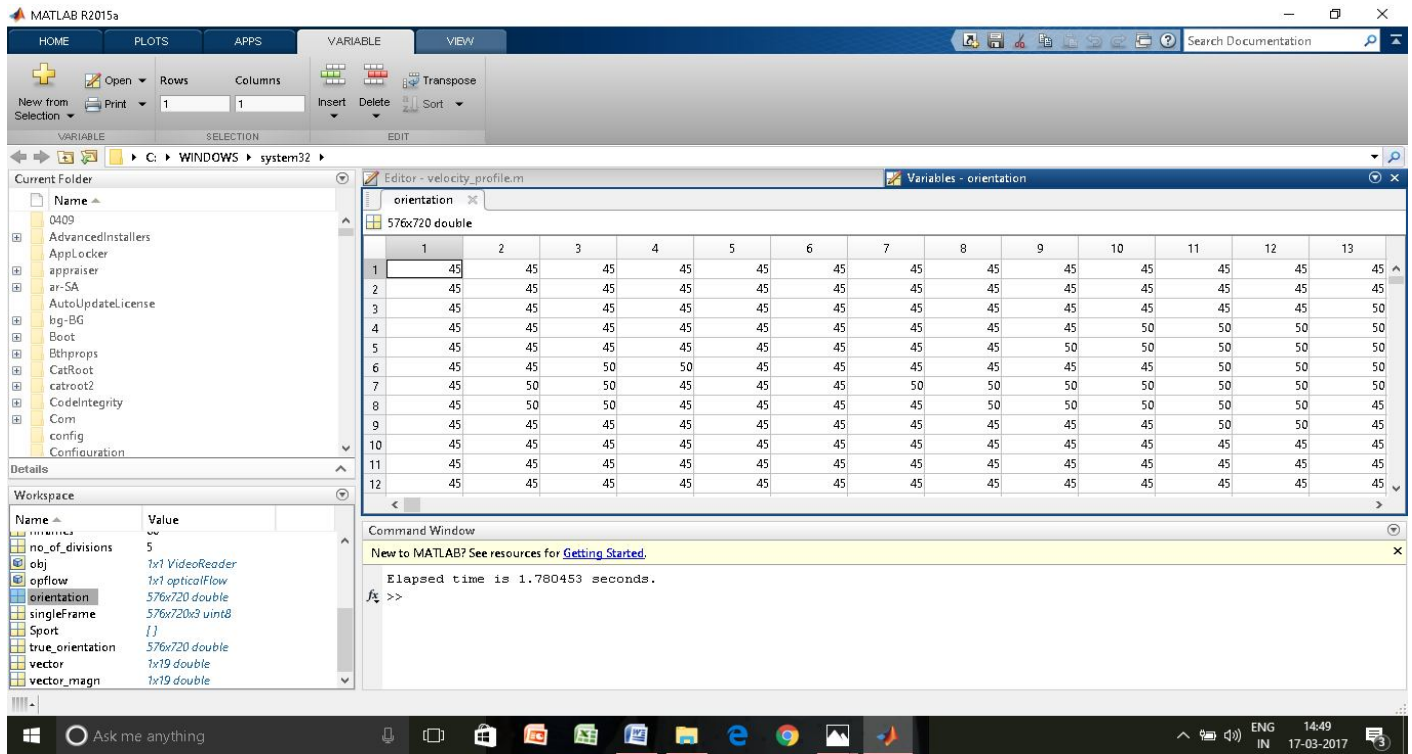 MATLAB R2015a
HOME PLOTS APPS VARIABLE VIEW Search Documentation
New from Selection Open Print Rows 1 Columns 1 Insert Delete Transpose Sort
VARIABLE SELECTION EDIT
C: WINDOWS system32
Current Folder
Name
0409
AdvancedInstallers
AppLocker
appraiser
ar-SA
AutoUpdateLicense
bg-BG
Boot
Bthprops
CatRoot
catroot2
CodeIntegrity
Com
config
Configuration
Details
Workspace
Name Value
no_of_divisions 5
obj 1x1 VideoReader
opflow 1x1 opticalFlow
orientation 576x720 double
singleFrame 576x720x3 uint8
Sport []
true_orientation 576x720 double
vector 1x19 double
vector_magn 1x19 double
Editor - velocity_profile.m Variables - orientation
orientation
576x720 double
1 2 3 4 5 6 7 8 9 10 11 12 13
1 45 45 45 45 45 45 45 45 45 45 45 45 45
2 45 45 45 45 45 45 45 45 45 45 45 45 45
3 45 45 45 45 45 45 45 45 45 45 45 45 50
4 45 45 45 45 45 45 45 45 45 50 50 50 50
5 45 45 45 45 45 45 45 45 50 50 50 50 50
6 45 45 50 50 45 45 45 45 45 45 50 50 50
7 45 50 50 45 45 45 50 50 50 50 50 50 50
8 45 50 50 45 45 45 45 50 50 50 50 50 45
9 45 45 45 45 45 45 45 45 45 45 50 50 45
10 45 45 45 45 45 45 45 45 45 45 45 45 45
11 45 45 45 45 45 45 45 45 45 45 45 45 45
12 45 45 45 45 45 45 45 45 45 45 45 45 45
Command Window
New to MATLAB? See resources for Getting Started.
Elapsed time is 1.780453 seconds.
fx >>
Ask me anything
ENG 14:49
IN 17-03-2017
3